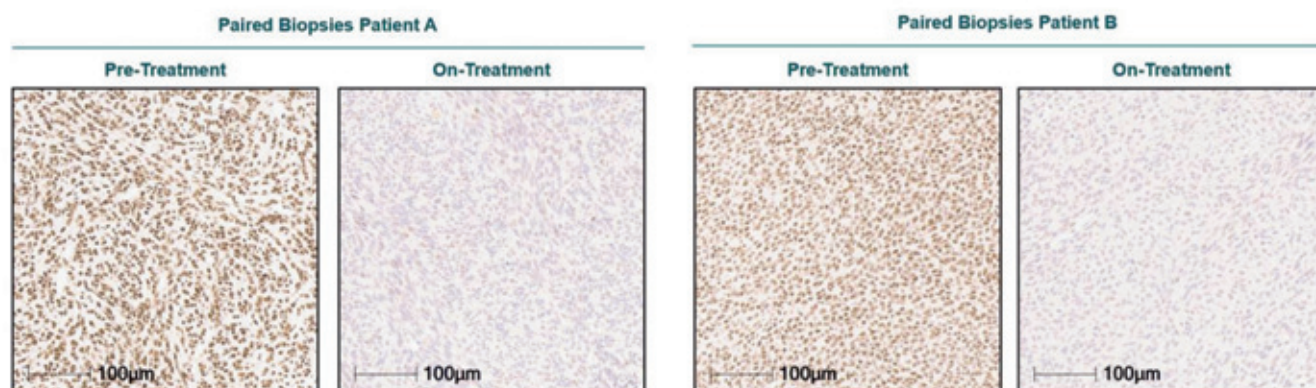 Paired Biopsies Patient A
Paired Biopsies Patient B
Pre-Treatment
On-Treatment
Pre-Treatment
On-Treatment
100μm
100μm
100μm
100μm